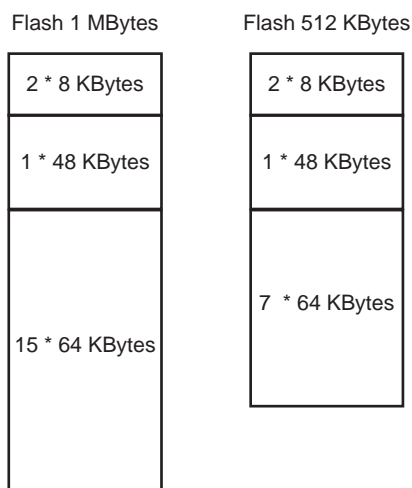 Flash 1 MBytes
2 * 8 KBytes
1 * 48 KBytes
15 * 64 KBytes
Flash 512 KBytes
2 * 8 KBytes
1 * 48 KBytes
7 * 64 KBytes